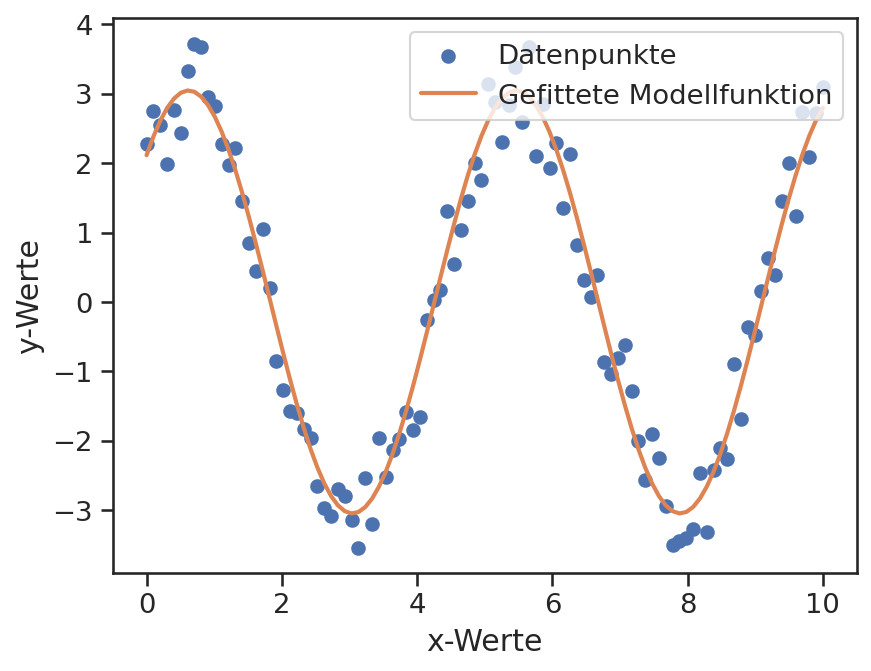 4
3
2
1
0
−1
−2
−3
y-Werte
Datenpunkte
Gefittete Modellfunktion
0 2 4 6 8 10
x-Werte